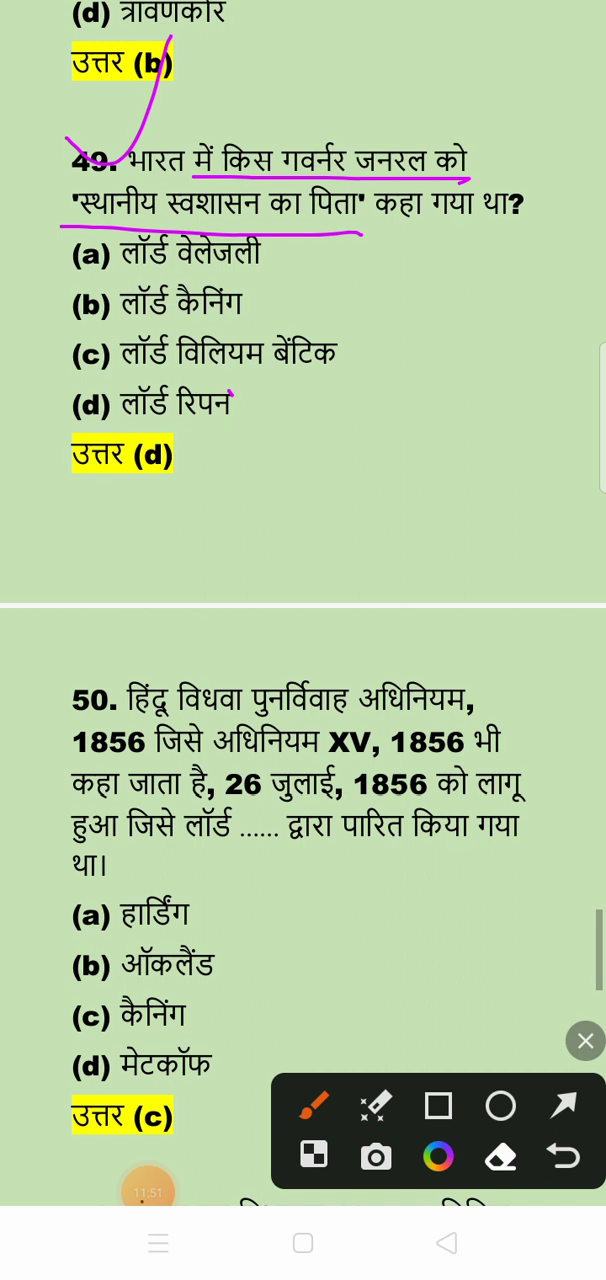 (d) त्रावणकोर
उत्तर (b)
49. भारत में किस गवर्नर जनरल को
'स्थानीय स्वशासन का पिता' कहा गया था?
(a) लॉर्ड वेलेजली
(b) लॉर्ड कैनिंग
(c) लॉर्ड विलियम बेंटिक
(d) लॉर्ड रिपन
उत्तर (d)
50. हिंदू विधवा पुनर्विवाह अधिनियम,
1856 जिसे अधिनियम XV, 1856 भी
कहा जाता है, 26 जुलाई, 1856 को लागू
हुआ जिसे लॉर्ड ...... द्वारा पारित किया गया
था।
(a) हार्डिंग
(b) ऑकलैंड
(c) कैनिंग
(d) मेटकॉफ
उत्तर (c)
11:51